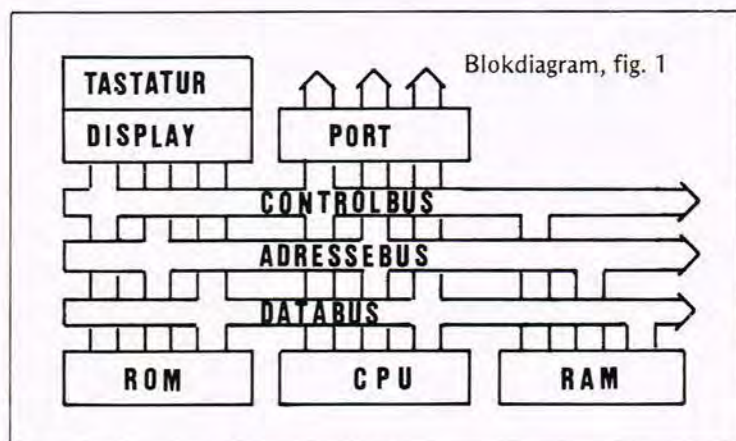 Blokdiagram, fig. 1
TASTATUR
DISPLAY
PORT
CONTROLBUS
ADRESSEBUS
DATABUS
ROM
CPU
RAM